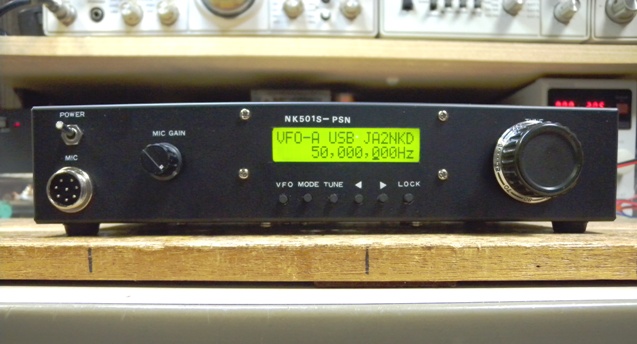 POWER
MIC
MIC GAIN
NK501S-PSN
VFO-A USB JA2NKD
50,000,000Hz
VFO MODE TUNE ◀ ▶ LOCK